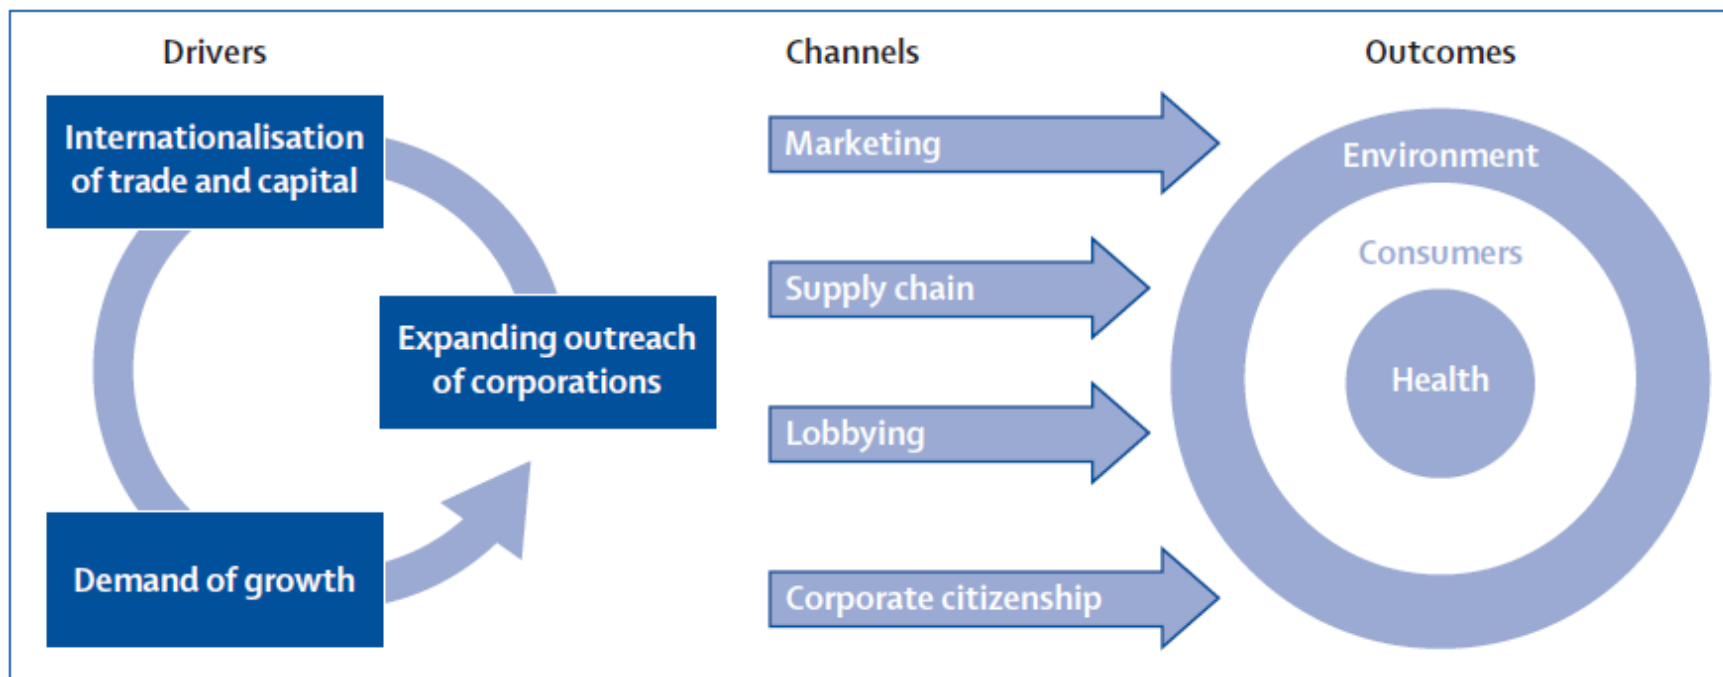 Drivers
Internationalisation
of trade and capital
Expanding outreach
of corporations
Demand of growth
Channels
Marketing
Supply chain
Lobbying
Corporate citizenship
Outcomes
Environment
Consumers
Health